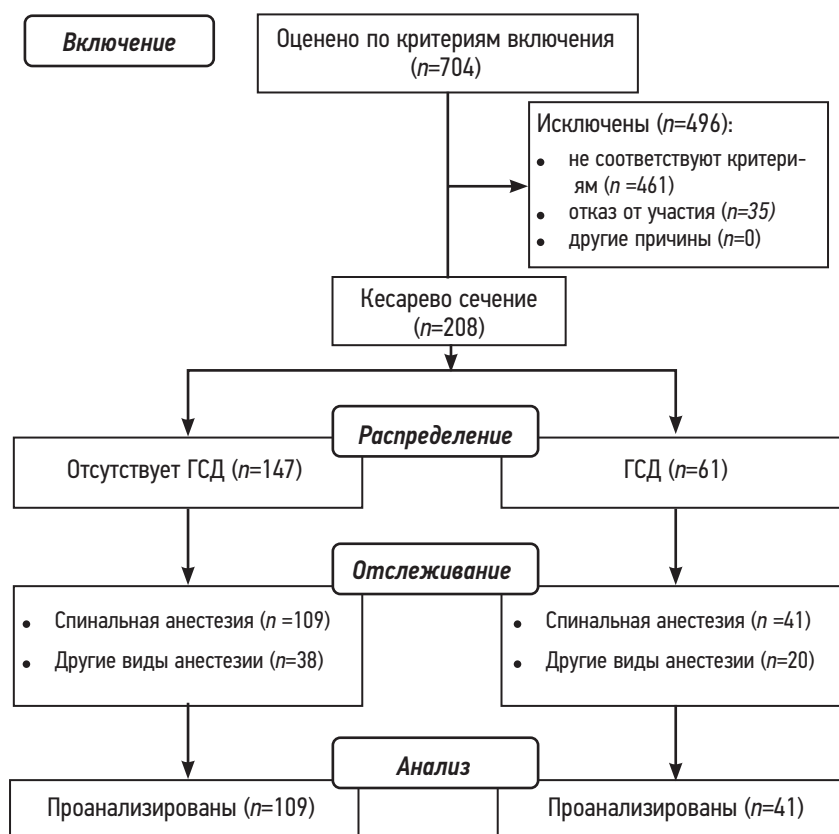 Включение
Оценено по критериям включения
(n=704)
Исключены (n=496):
• не соответствуют критери-
ям (n =461)
• отказ от участия (n=35)
• другие причины (n=0)
Кесарево сечение
(n=208)
Распределение
Отсутствует ГСД (n=147)
ГСД (n=61)
Отслеживание
• Спинальная анестезия (n =109)
• Другие виды анестезии (n=38)
• Спинальная анестезия (n =41)
• Другие виды анестезии (n=20)
Анализ
Проанализированы (n=109)
Проанализированы (n=41)